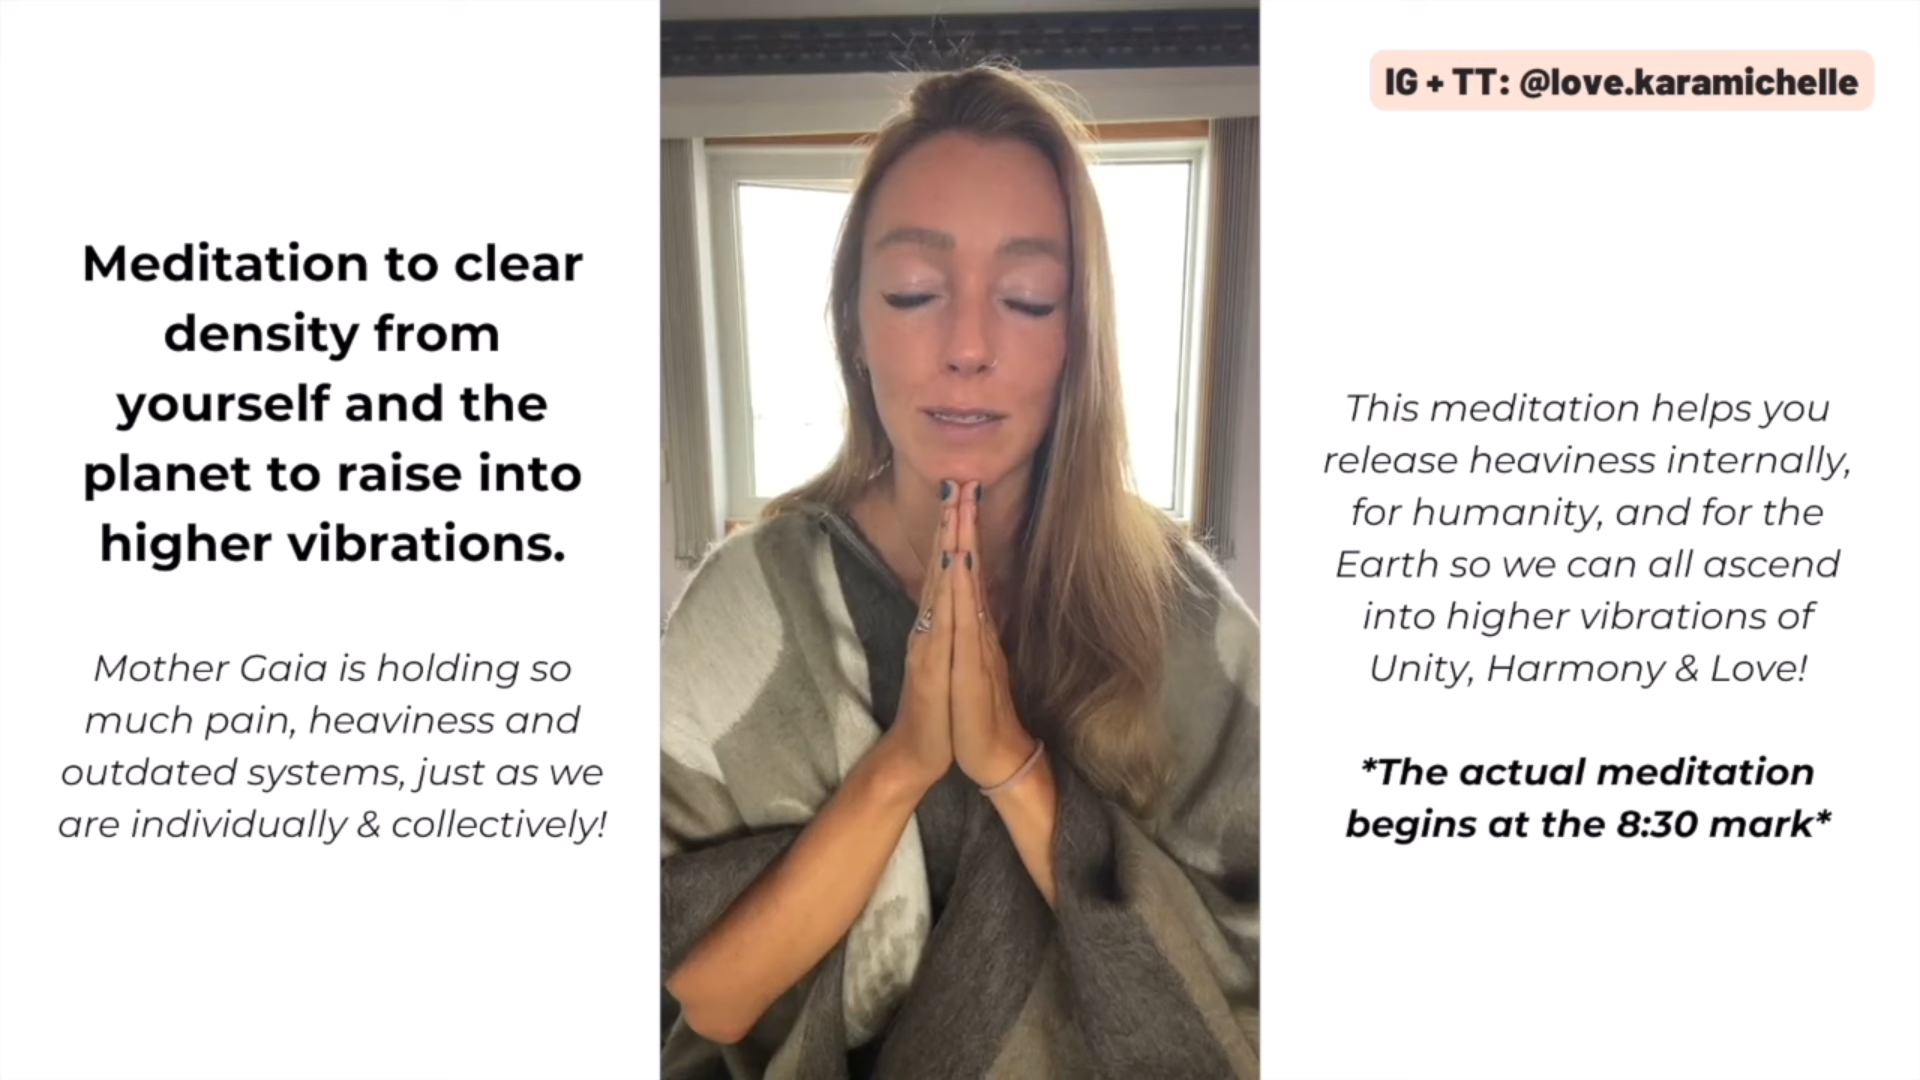 Meditation to clear
density from
yourself and the
planet to raise into
higher vibrations.
Mother Gaia is holding so
much pain, heaviness and
outdated systems, just as we
are individually & collectively!
IG + TT: @love.karamichelle
This meditation helps you
release heaviness internally,
for humanity, and for the
Earth so we can all ascend
into higher vibrations of
Unity, Harmony & Love!
*The actual meditation
begins at the 8:30 mark*